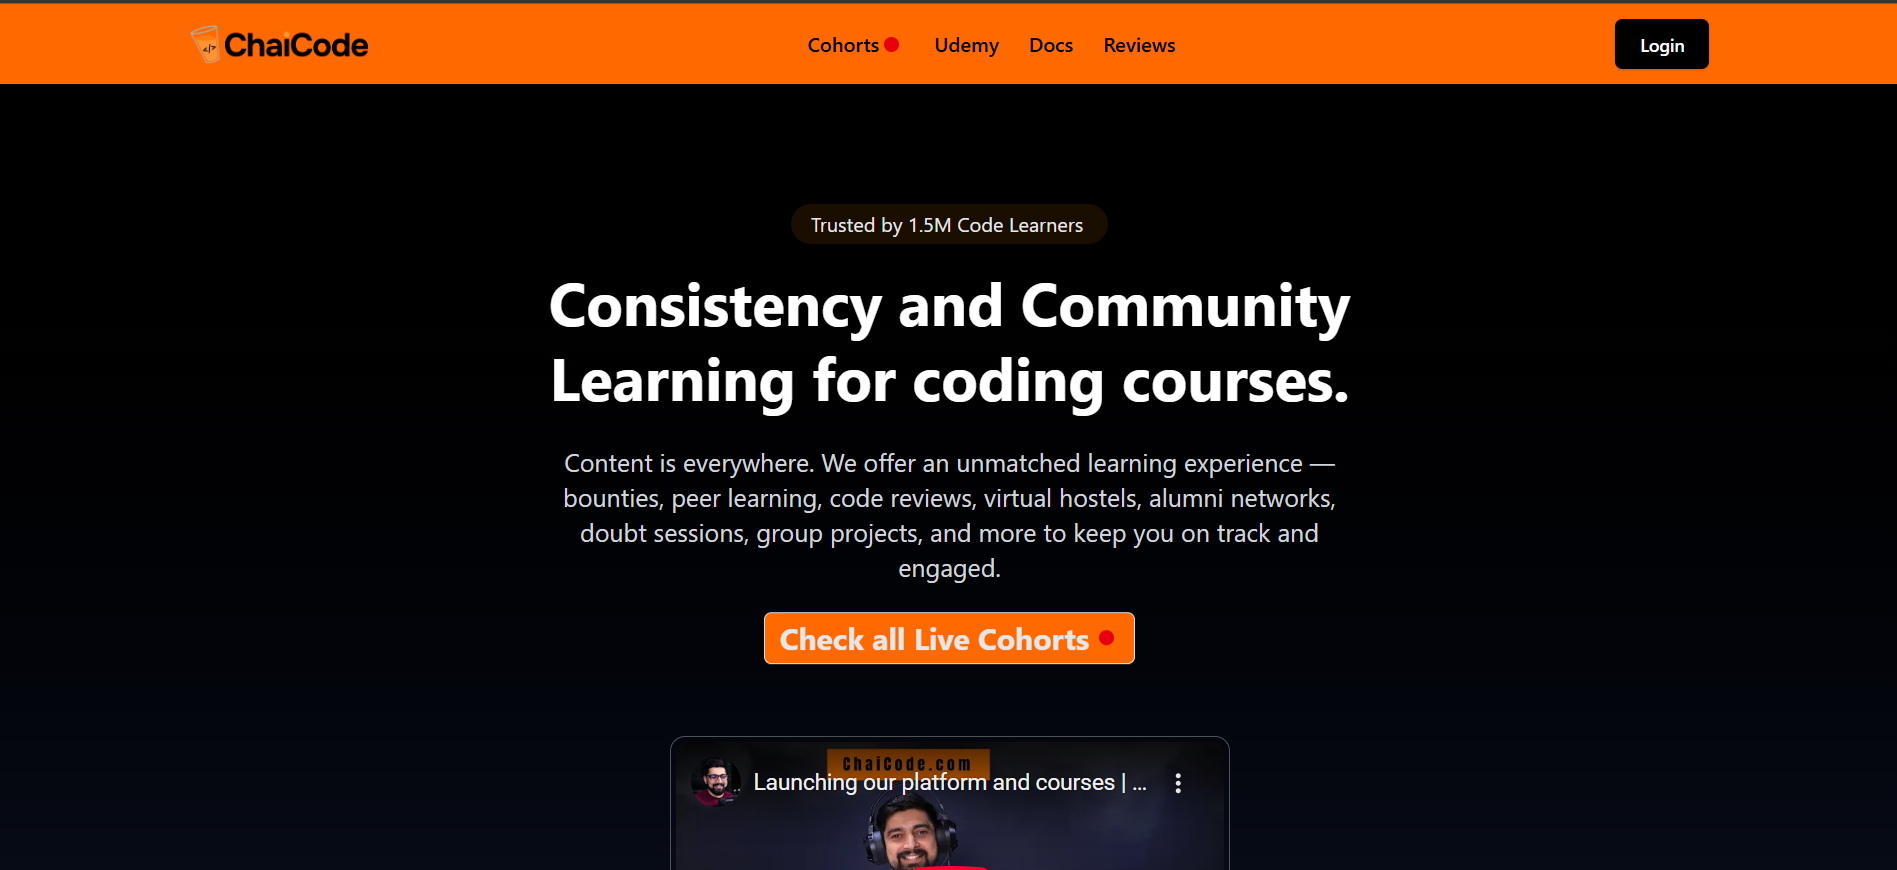 ChaiCode
Cohorts
Udemy
Docs
Reviews
Login
Trusted by 1.5M Code Learners
Consistency and Community
Learning for coding courses.
Content is everywhere. We offer an unmatched learning experience —
bounties, peer learning, code reviews, virtual hostels, alumni networks,
doubt sessions, group projects, and more to keep you on track and
engaged.
Check all Live Cohorts
ChaiCode.com
Launching our platform and courses | ...